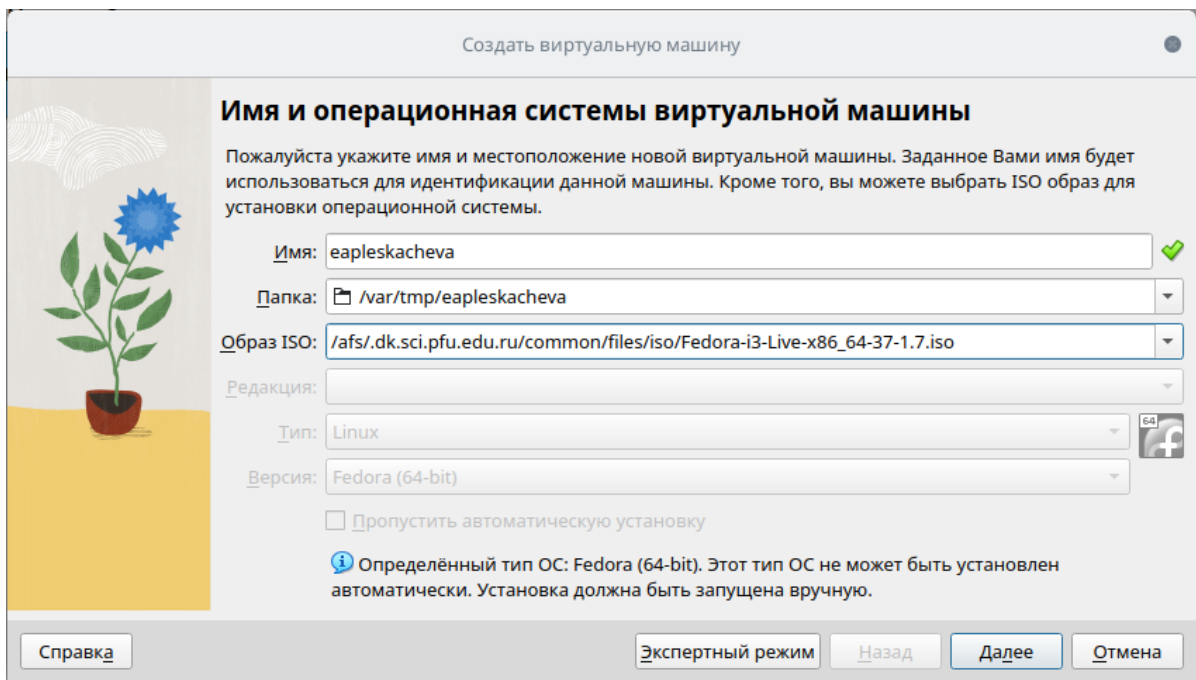 Создать виртуальную машину
Имя и операционная системы виртуальной машины
Пожалуйста укажите имя и местоположение новой виртуальной машины. Заданное Вами имя будет
использоваться для идентификации данной машины. Кроме того, вы можете выбрать ISO образ для
установки операционной системы.
Имя: eapleskacheva
Папка: /var/tmp/eapleskacheva
Образ ISO: /afs/.dk.sci.pfu.edu.ru/common/files/iso/Fedora-i3-Live-x86_64-37-1.7.iso
Редакция:
Тип: Linux 64
Версия: Fedora (64-bit)
Пропустить автоматическую установку
Определённый тип ОС: Fedora (64-bit). Этот тип ОС не может быть установлен
автоматически. Установка должна быть запущена вручную.
Справка Экспертный режим Назад Далее Отмена